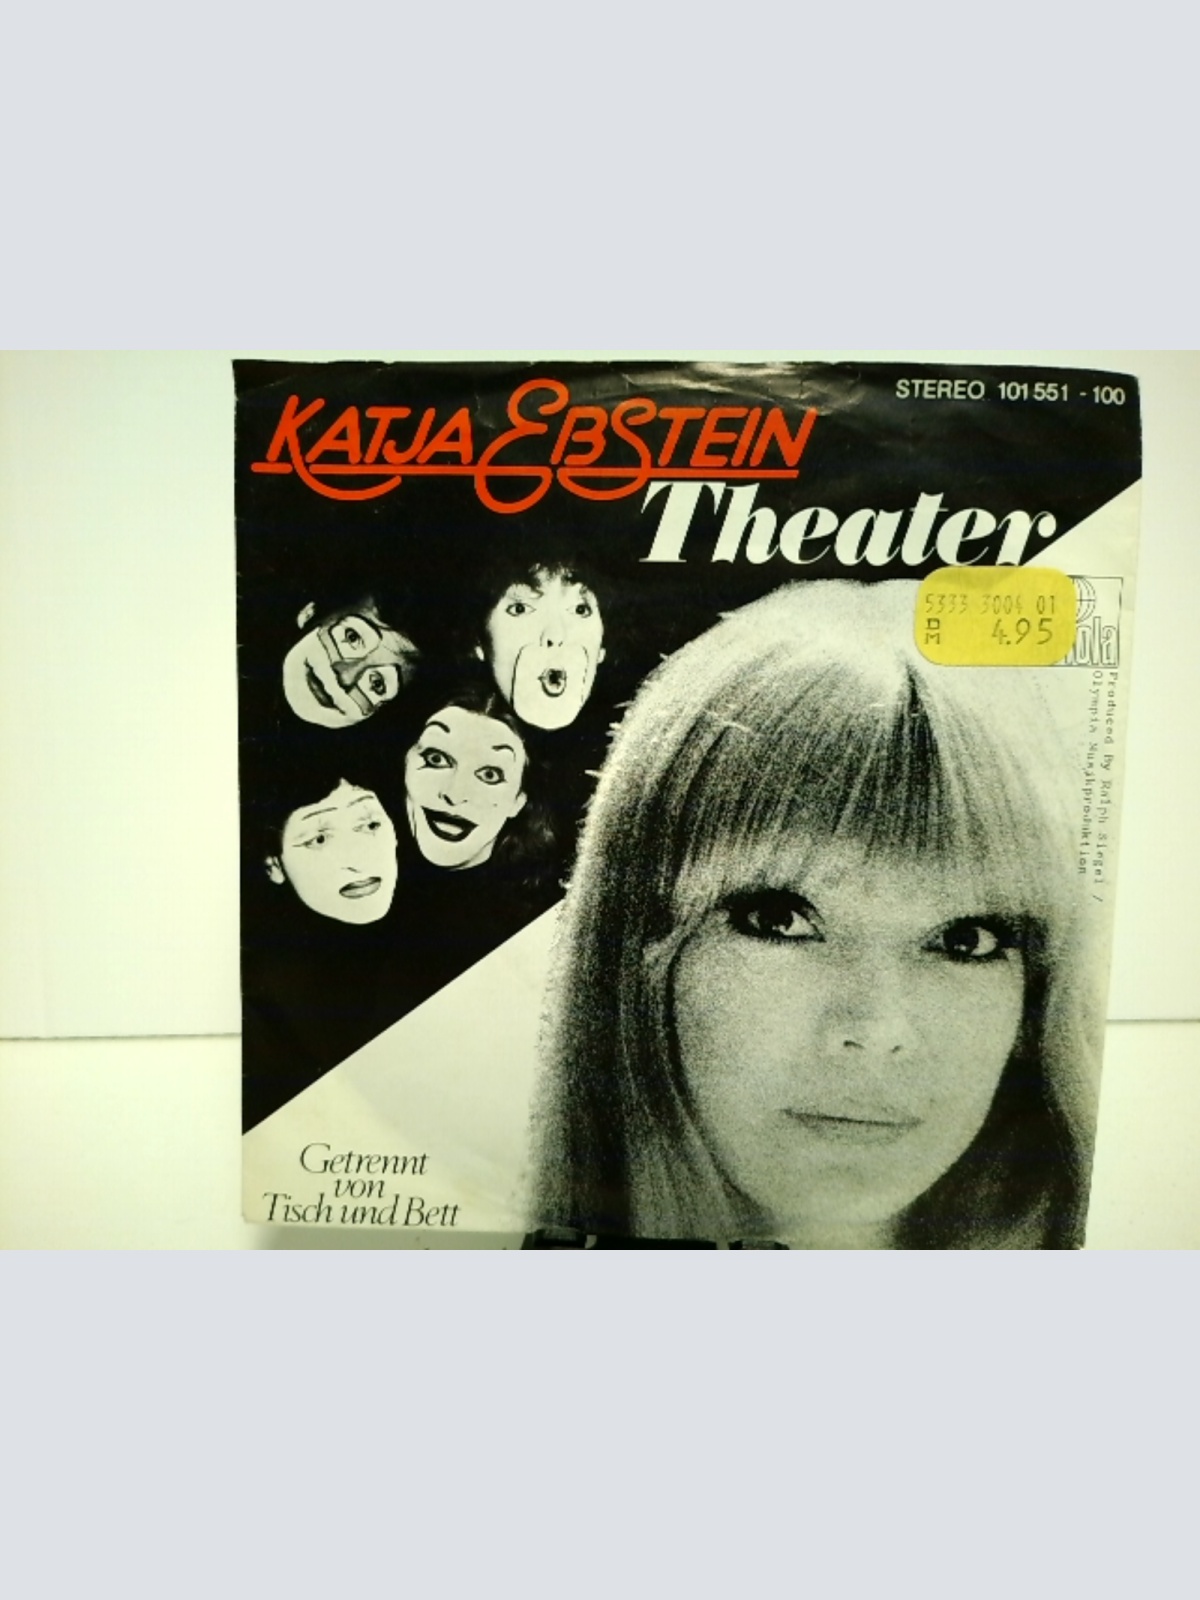 STEREO 101 551 - 100
KATJA EBSTEIN
Theater
5333 3004 01
DM 4.95
Produced By Ralph Siegel /
Olympia Musikproduktion
Getrennt
von
Tisch und Bett